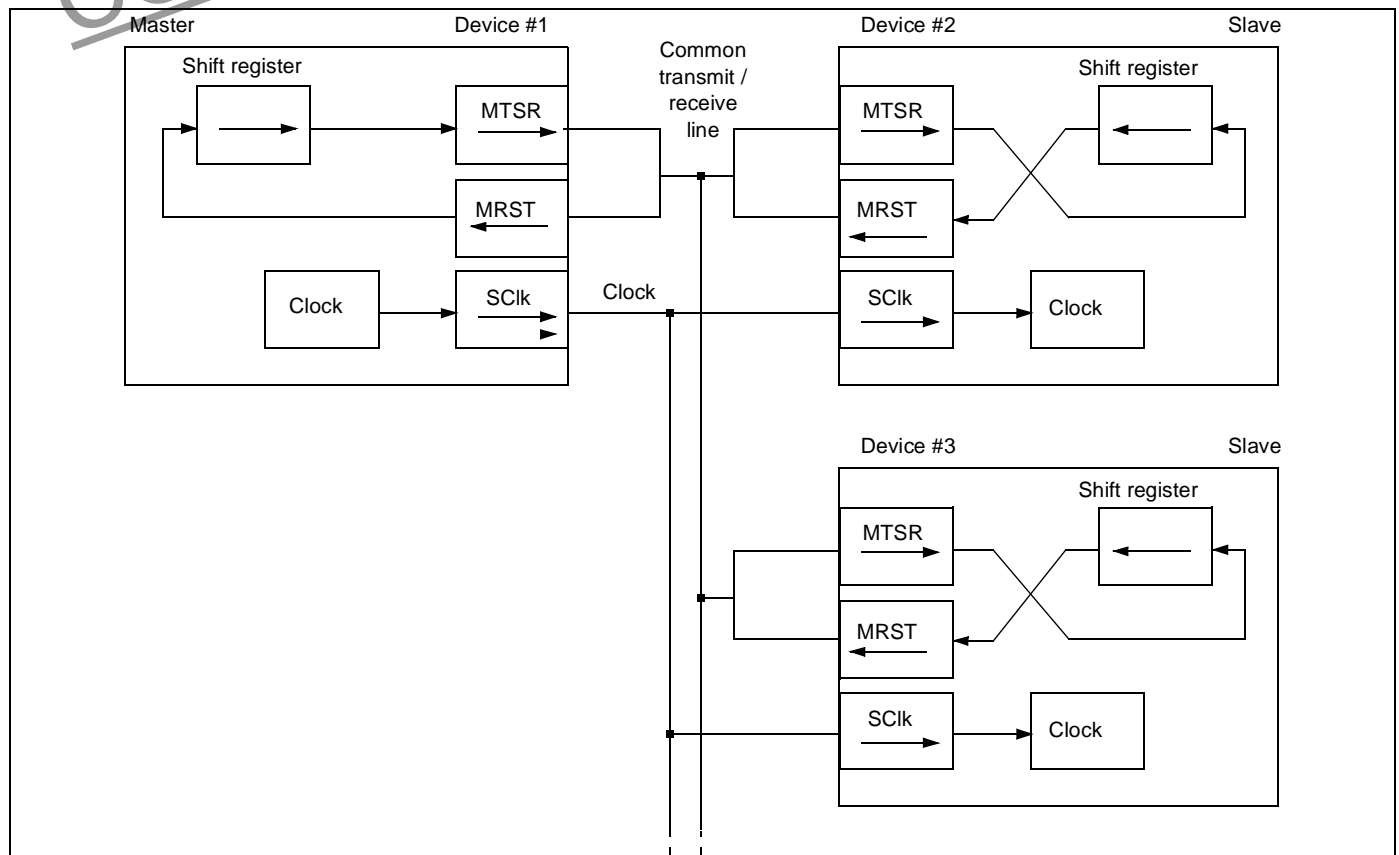 Master
Device #1
Device #2
Slave
Common
transmit /
receive
line
Shift register
MTSR
MRST
Clock
SClk
Clock
MTSR
Shift register
MRST
SClk
Clock
Device #3
Slave
Shift register
MTSR
MRST
SClk
Clock